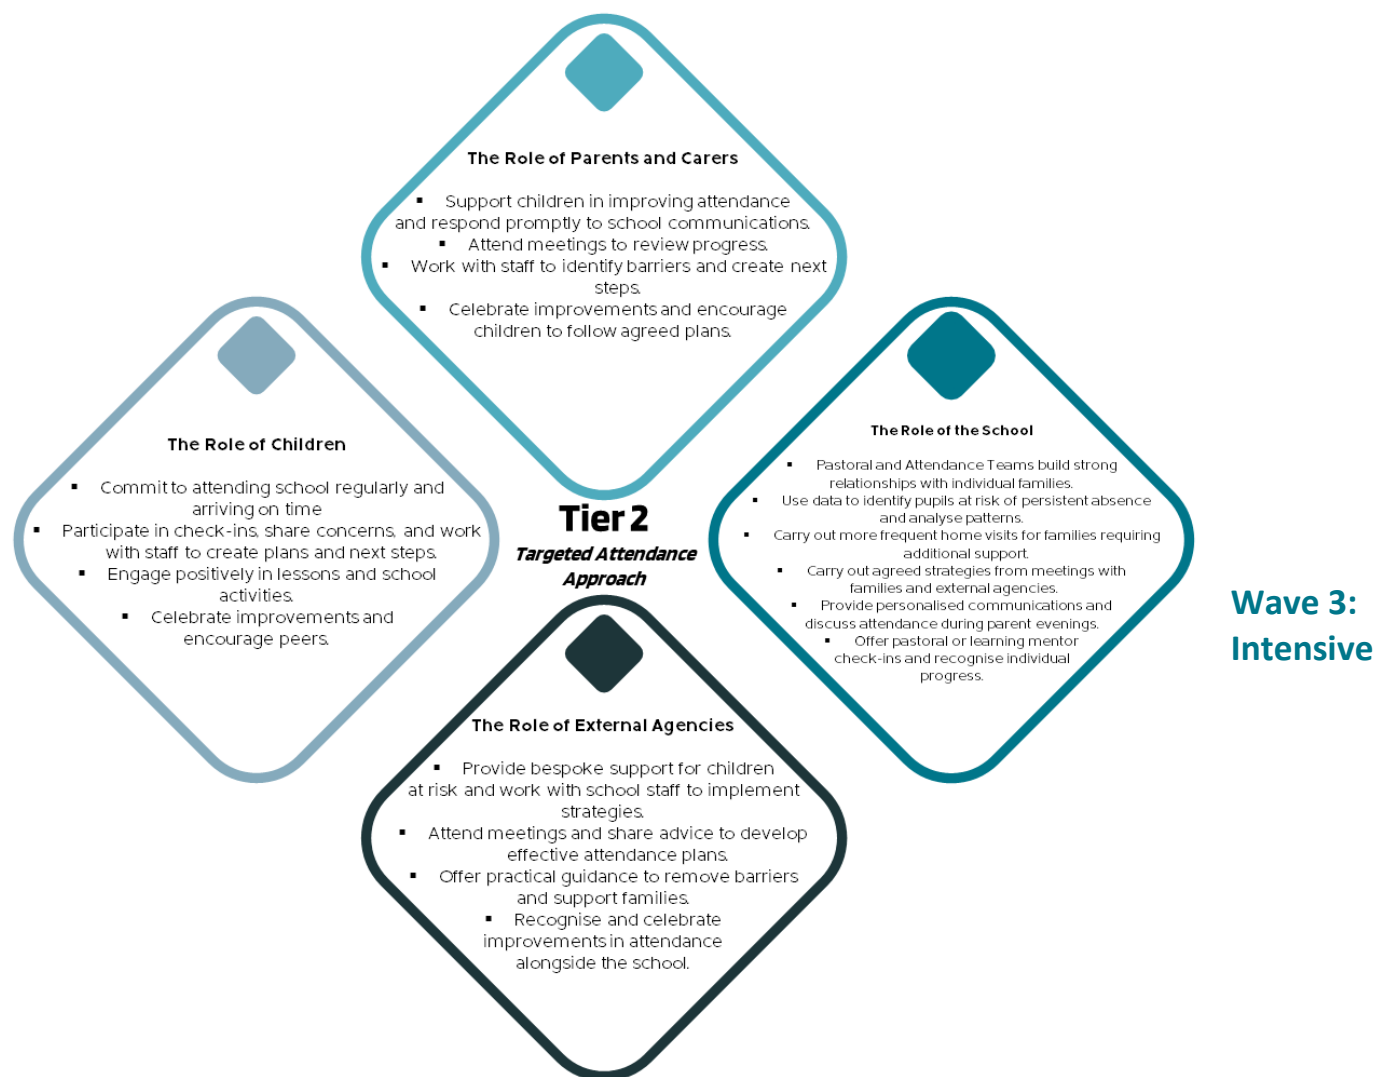 The Role of Parents and Carers
▪ Support children in improving attendance
and respond promptly to school communications.
▪ Attend meetings to review progress.
▪ Work with staff to identify barriers and create next
steps.
▪ Celebrate improvements and encourage
children to follow agreed plans.
The Role of Children
▪ Commit to attending school regularly and
arriving on time
▪ Participate in check-ins, share concerns, and work
with staff to create plans and next steps.
▪ Engage positively in lessons and school
activities.
▪ Celebrate improvements and
encourage peers.
Tier 2
Targeted Attendance
Approach
The Role of the School
▪ Pastoral and Attendance Teams build strong
relationships with individual families.
▪ Use data to identify pupils at risk of persistent absence
and analyse patterns.
▪ Carry out more frequent home visits for families requiring
additional support.
▪ Carry out agreed strategies from meetings with
families and external agencies.
▪ Provide personalised communications and
discuss attendance during parent evenings.
▪ Offer pastoral or learning mentor
check-ins and recognise individual
progress.
Wave 3:
Intensive
The Role of External Agencies
▪ Provide bespoke support for children
at risk and work with school staff to implement
strategies.
▪ Attend meetings and share advice to develop
effective attendance plans.
▪ Offer practical guidance to remove barriers
and support families.
▪ Recognise and celebrate
improvements in attendance
alongside the school.